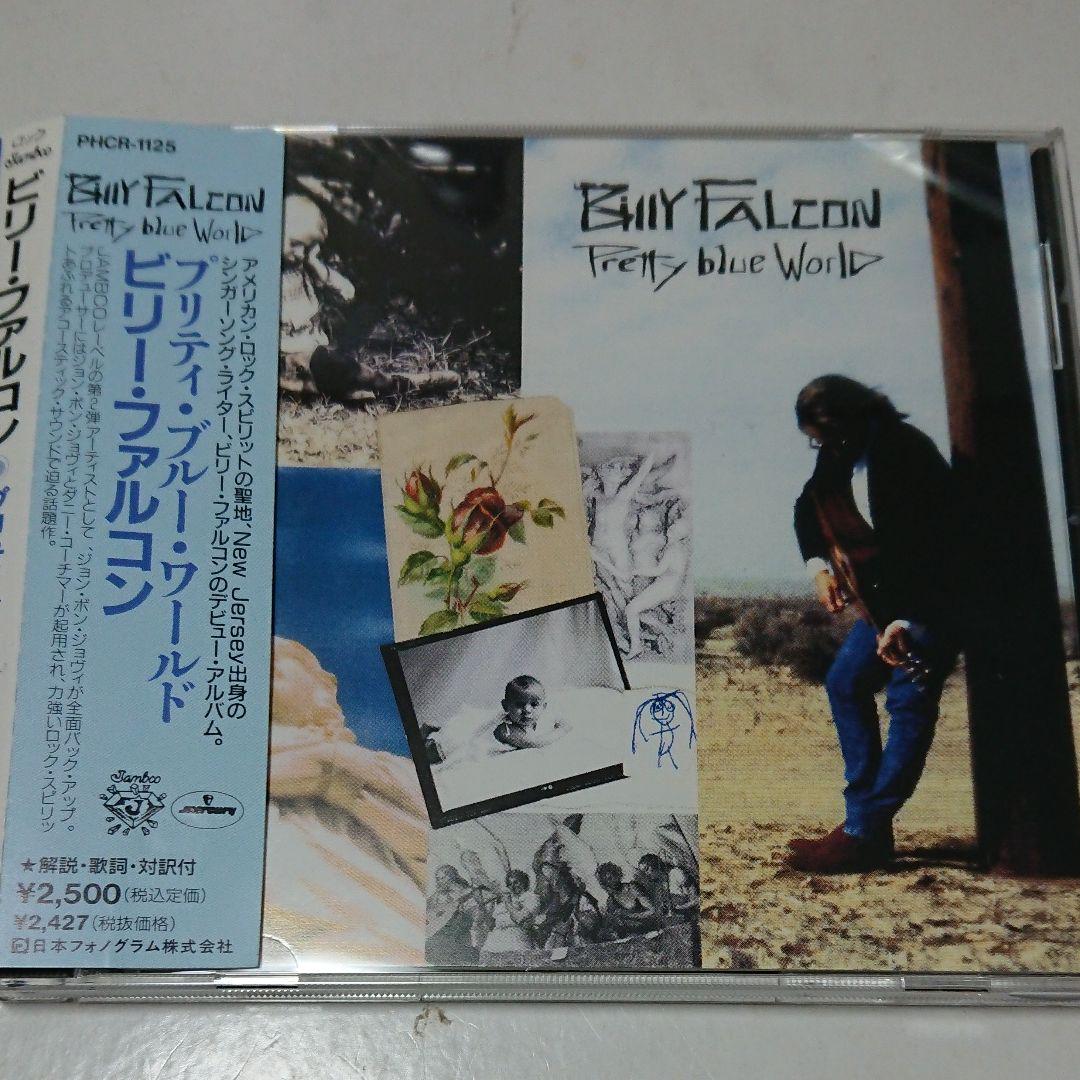 ロック
Jambco
ビリー・ファルコン
PHCR-1125
BillY FALCON
Pretty blue World
アメリカン・ロック・スピリットの聖地、New Jersey出身の
シンガーソング・ライター、ビリー・ファルコンのデビュー・アルバム。
プリティ・ブルー・ワールド
ビリー・ファルコン
JAMBCOレーベルの第2弾アーティストとして、ジョン・ボン・ジョヴィが全面バック・アップ。
プロデューサーにはジョン・ボン・ジョヴィとダニー・コーチマーが起用され、力強いロック・スピリッ
トあふれるアコースティック・サウンドで迫る話題作。
Jambco
mercury
★解説・歌詞・対訳付
¥2,500(税込定価)
¥2,427(税抜価格)
日本フォノグラム株式会社
BillY FALCON
Pretty blue World